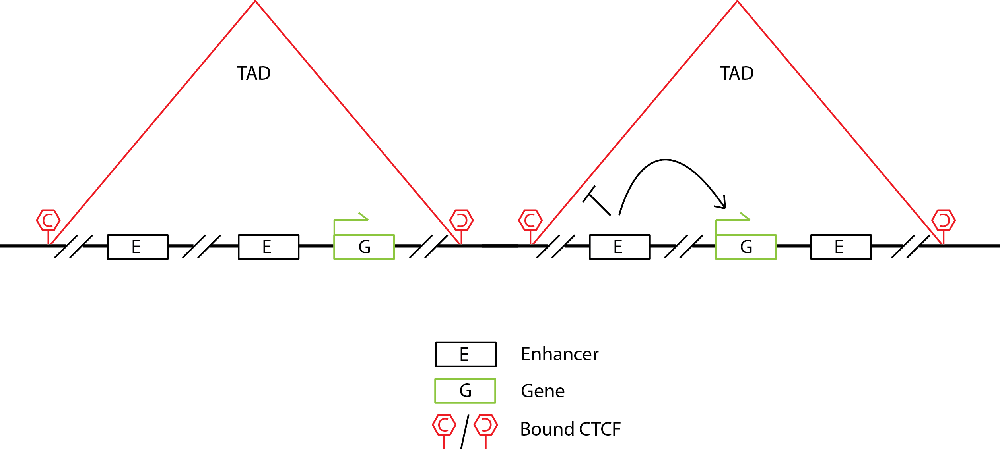 TAD TAD
C Ɔ C Ɔ
E E G E G E
E Enhancer
G Gene
C / Ɔ Bound CTCF